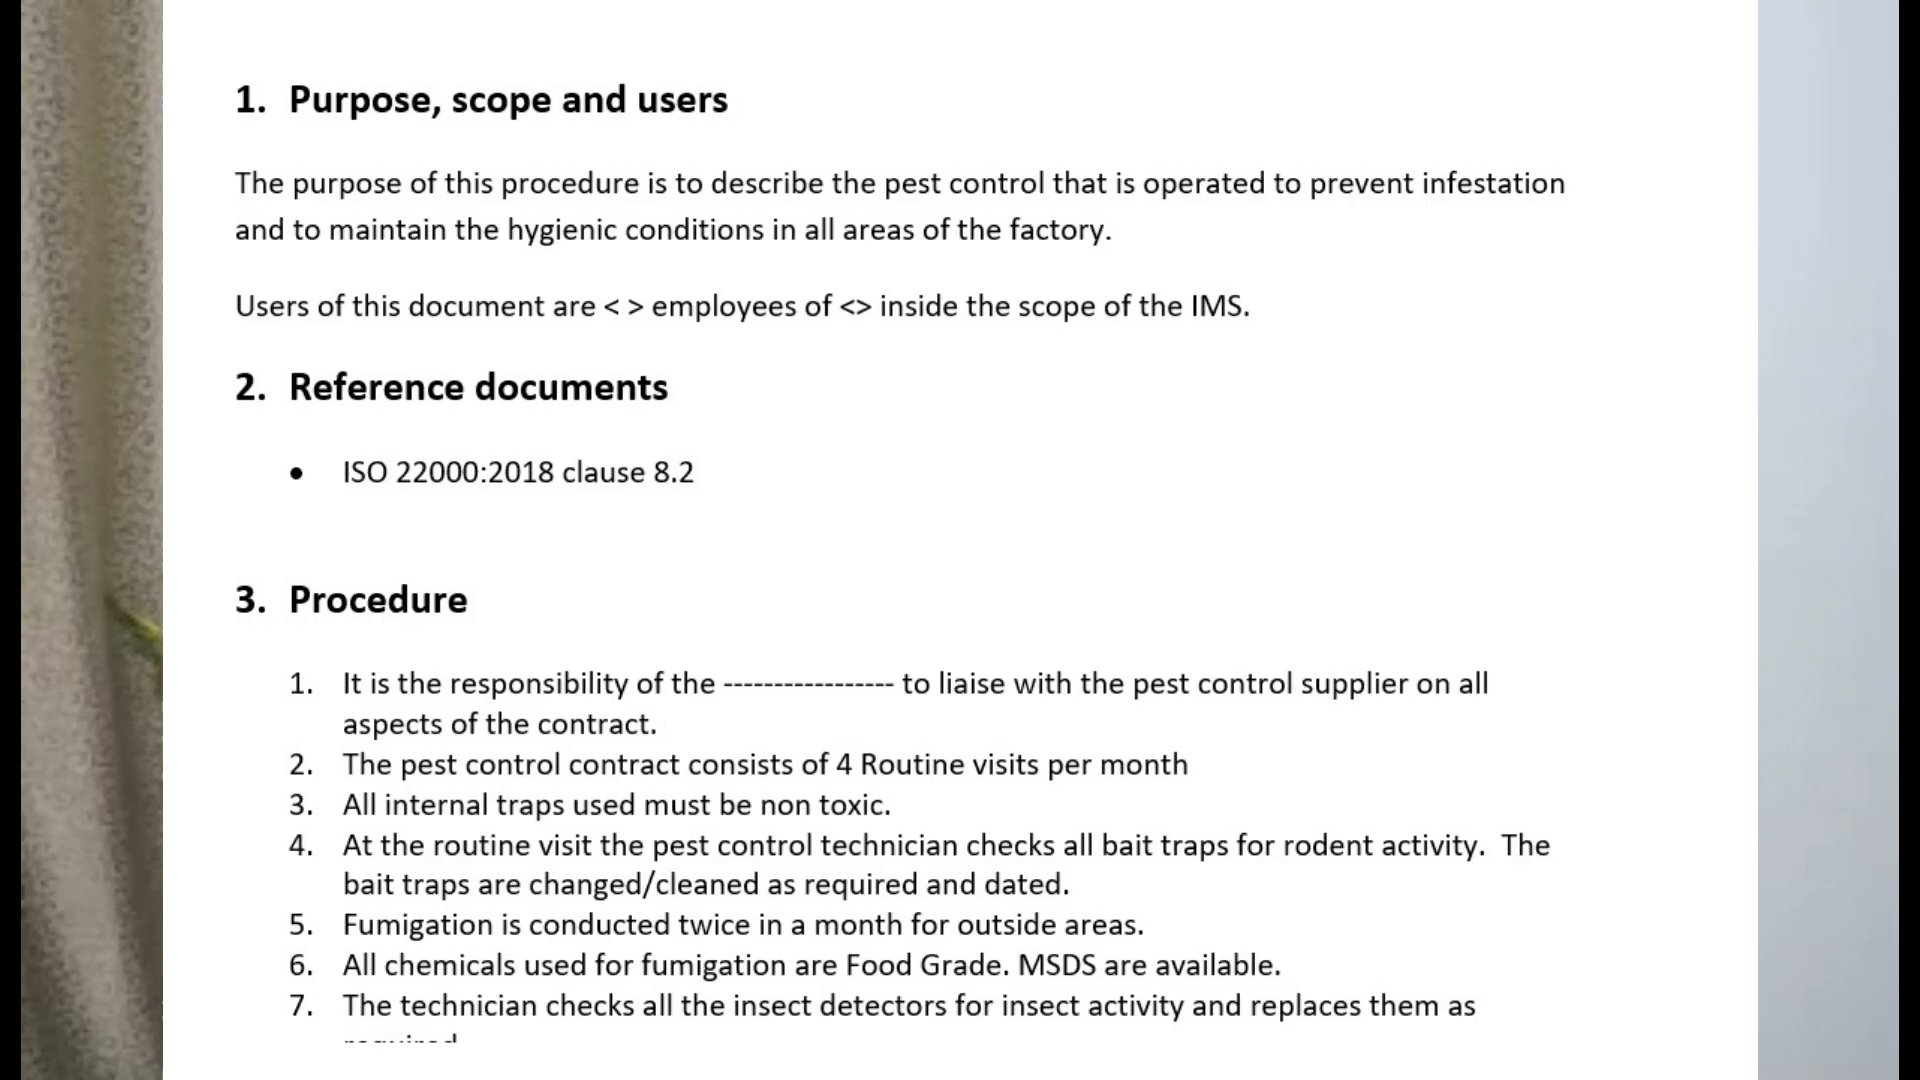 1. Purpose, scope and users
The purpose of this procedure is to describe the pest control that is operated to prevent infestation
and to maintain the hygienic conditions in all areas of the factory.
Users of this document are < > employees of <> inside the scope of the IMS.
2. Reference documents
• ISO 22000:2018 clause 8.2
3. Procedure
1. It is the responsibility of the ----------------- to liaise with the pest control supplier on all
aspects of the contract.
2. The pest control contract consists of 4 Routine visits per month
3. All internal traps used must be non toxic.
4. At the routine visit the pest control technician checks all bait traps for rodent activity.  The
bait traps are changed/cleaned as required and dated.
5. Fumigation is conducted twice in a month for outside areas.
6. All chemicals used for fumigation are Food Grade. MSDS are available.
7. The technician checks all the insect detectors for insect activity and replaces them as